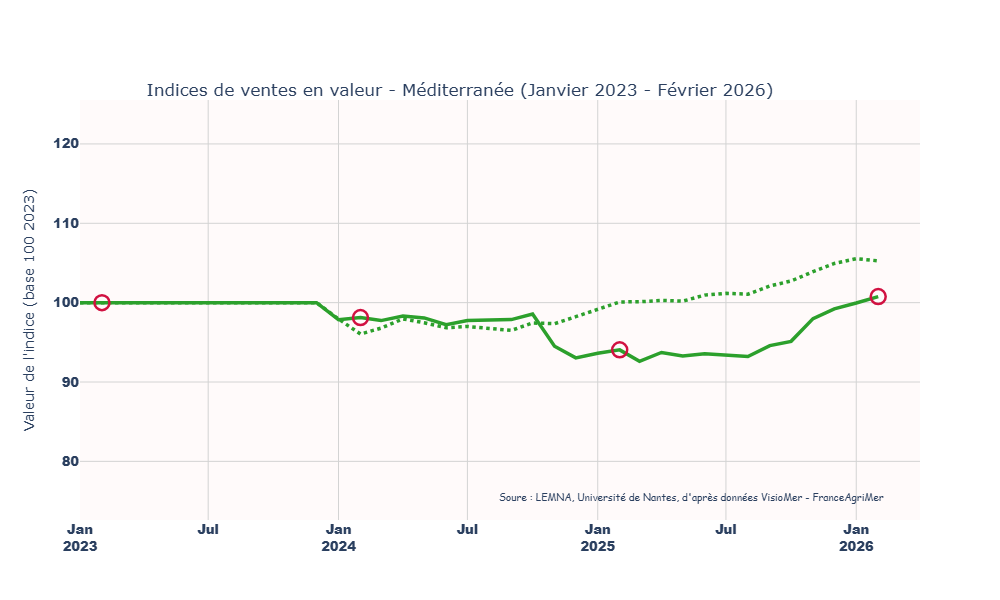 Indices de ventes en valeur - Méditerranée (Janvier 2023 - Février 2026)
Valeur de l'indice (base 100 2023)
120
110
100
90
80
Soure : LEMNA, Université de Nantes, d'après données VisioMer - FranceAgriMer
Jan Jul Jan Jul Jan Jul Jan
2023 2024 2025 2026